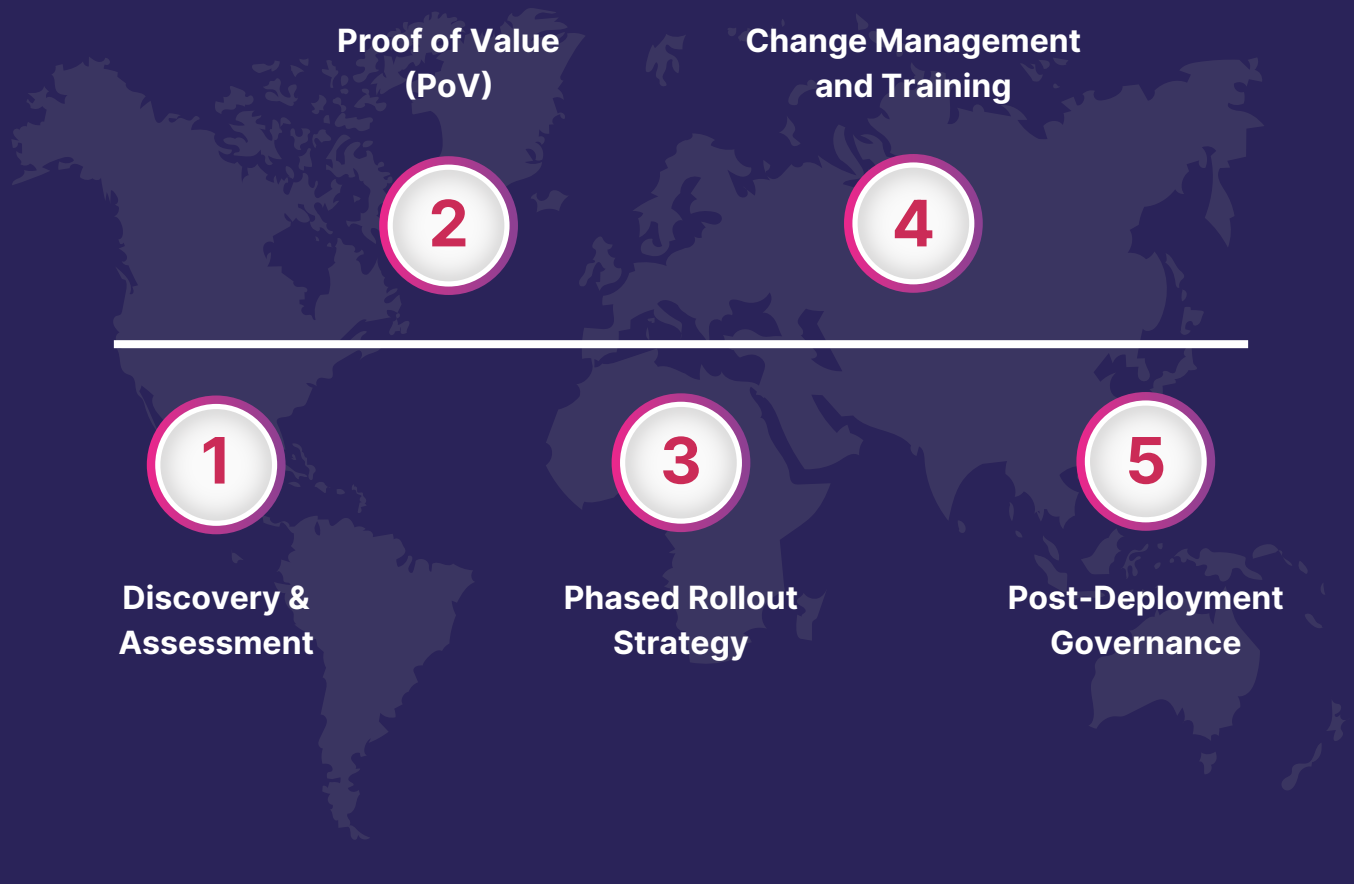 Proof of Value
(PoV)
Change Management
and Training
2
4
1
3
5
Discovery &
Assessment
Phased Rollout
Strategy
Post-Deployment
Governance